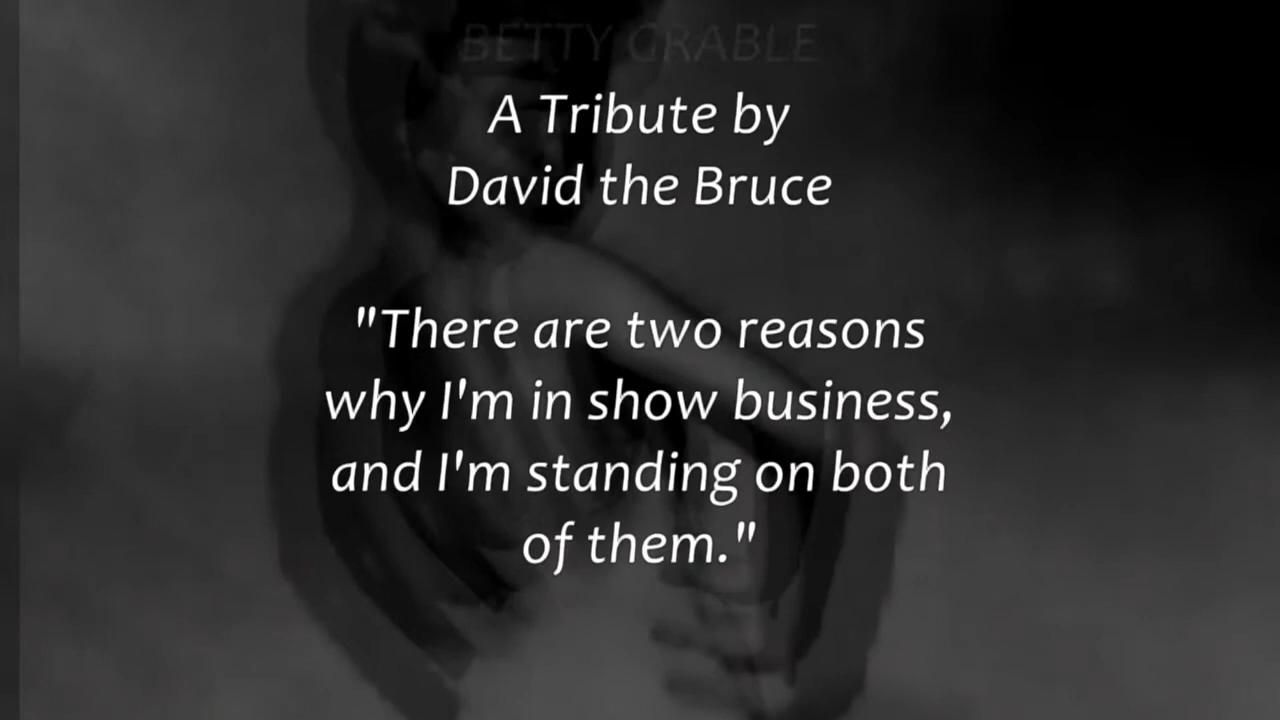 BETTY GRABLE
A Tribute by
David the Bruce
"There are two reasons
why I'm in show business,
and I'm standing on both
of them."